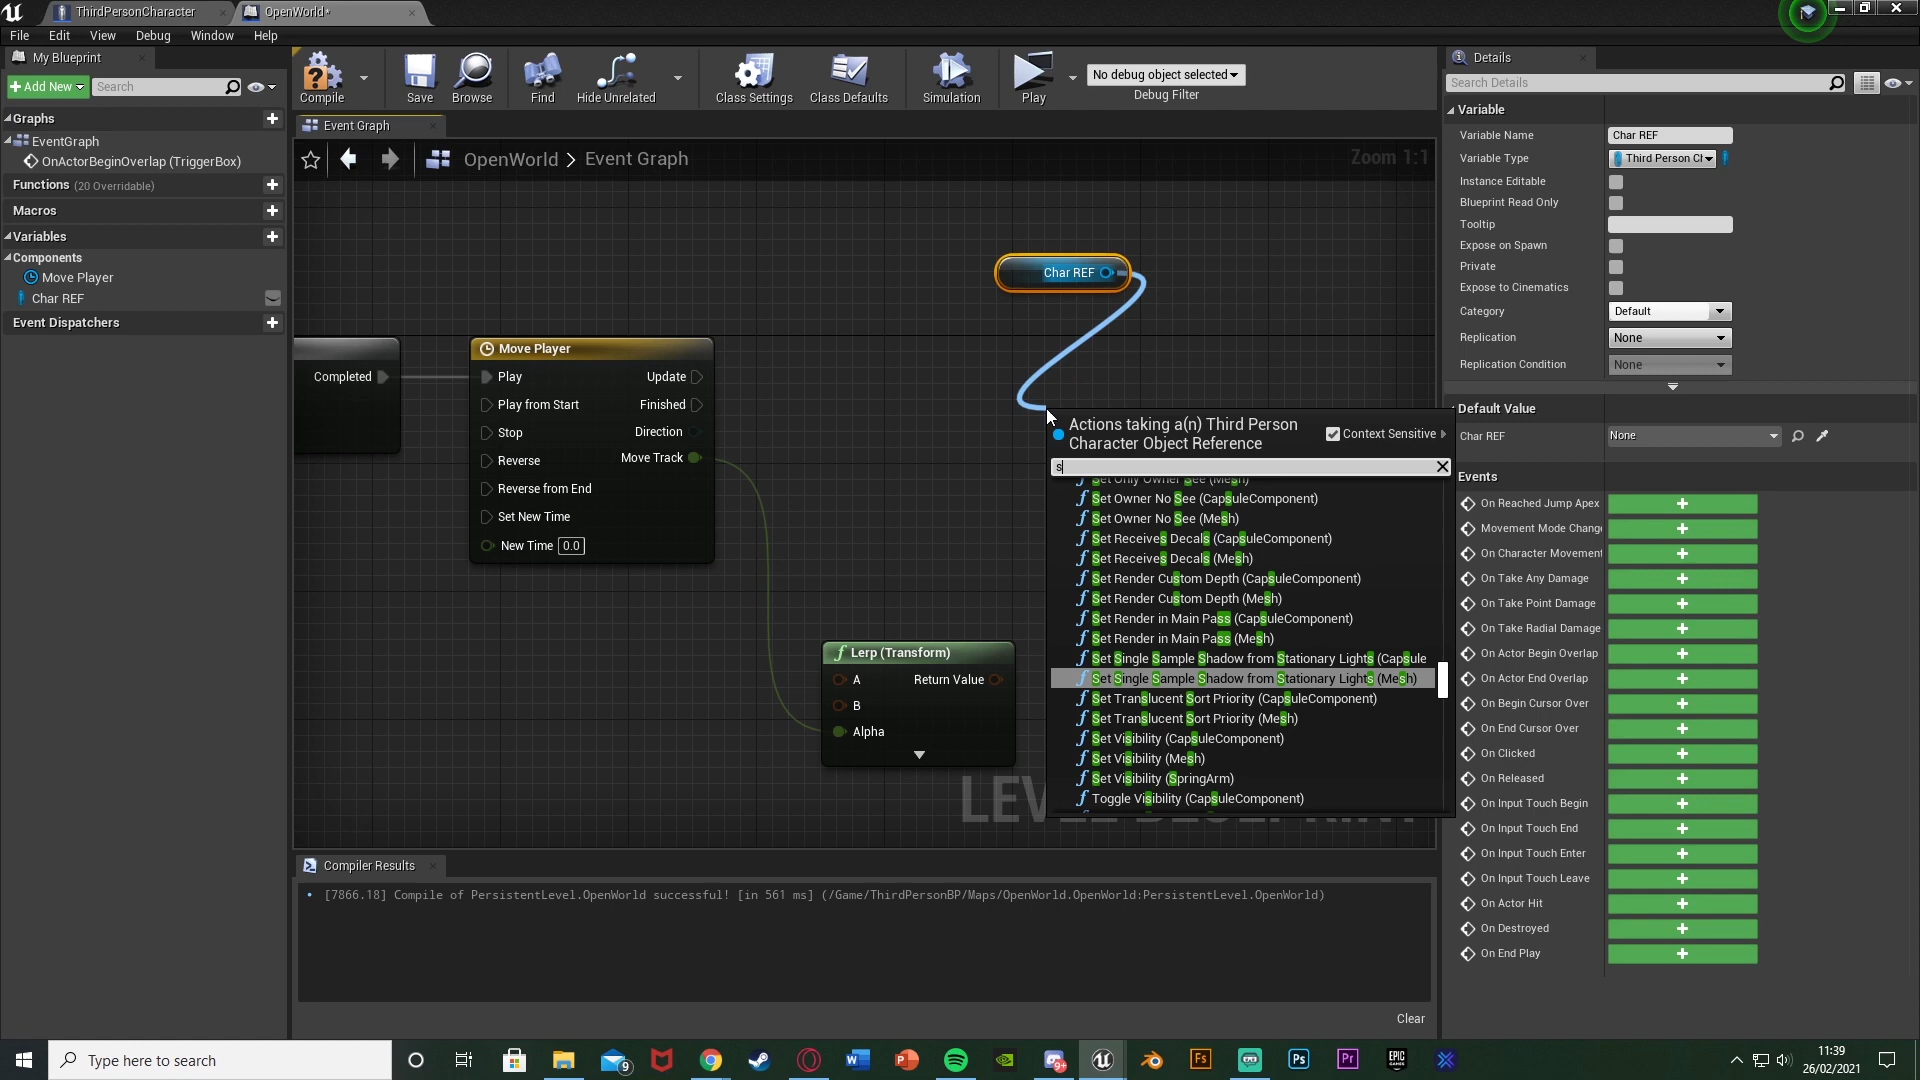 ThirdPersonCharacter
OpenWorld*
File Edit View Debug Window Help
My Blueprint
Add New
Search
Graphs
EventGraph
OnActorBeginOverlap (TriggerBox)
Functions (20 Overridable)
Macros
Variables
Components
Move Player
Char REF
Event Dispatchers
Compile
Save
Browse
Find
Hide Unrelated
Class Settings
Class Defaults
Simulation
Play
No debug object selected
Debug Filter
Event Graph
OpenWorld > Event Graph
Zoom 1:1
Char REF
Completed
Move Player
Play
Update
Play from Start
Finished
Stop
Direction
Reverse
Move Track
Reverse from End
Set New Time
New Time 0.0
Lerp (Transform)
A
Return Value
B
Alpha
Actions taking a(n) Third Person
Character Object Reference
Context Sensitive
s
Set Only Owner See (Mesh)
Set Owner No See (CapsuleComponent)
Set Owner No See (Mesh)
Set Receives Decals (CapsuleComponent)
Set Receives Decals (Mesh)
Set Render Custom Depth (CapsuleComponent)
Set Render Custom Depth (Mesh)
Set Render in Main Pass (CapsuleComponent)
Set Render in Main Pass (Mesh)
Set Single Sample Shadow from Stationary Lights (Capsule
Set Single Sample Shadow from Stationary Lights (Mesh)
Set Translucent Sort Priority (CapsuleComponent)
Set Translucent Sort Priority (Mesh)
Set Visibility (CapsuleComponent)
Set Visibility (Mesh)
Set Visibility (SpringArm)
Toggle Visibility (CapsuleComponent)
Compiler Results
[7866.18] Compile of PersistentLevel.OpenWorld successful! [in 561 ms] (/Game/ThirdPersonBP/Maps/OpenWorld.OpenWorld:PersistentLevel.OpenWorld)
Clear
Details
Search Details
Variable
Variable Name
Char REF
Variable Type
Third Person Cl
Instance Editable
Blueprint Read Only
Tooltip
Expose on Spawn
Private
Expose to Cinematics
Category
Default
Replication
None
Replication Condition
None
Default Value
Char REF
None
Events
On Reached Jump Apex
Movement Mode Change
On Character Movement
On Take Any Damage
On Take Point Damage
On Take Radial Damage
On Actor Begin Overlap
On Actor End Overlap
On Begin Cursor Over
On End Cursor Over
On Clicked
On Released
On Input Touch Begin
On Input Touch End
On Input Touch Enter
On Input Touch Leave
On Actor Hit
On Destroyed
On End Play
Type here to search
11:39
26/02/2021